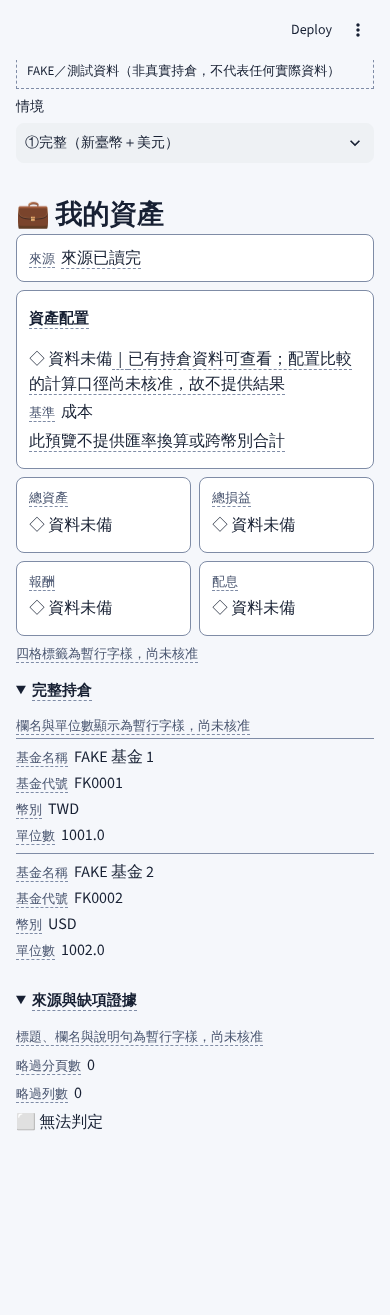 Deploy
FAKE／測試資料（非真實持倉，不代表任何實際資料）
情境
①完整（新臺幣＋美元）
💼 我的資產
來源 來源已讀完
資產配置
◇ 資料未備｜已有持倉資料可查看；配置比較
的計算口徑尚未核准，故不提供結果
基準 成本
此預覽不提供匯率換算或跨幣別合計
總資產
◇ 資料未備
總損益
◇ 資料未備
報酬
◇ 資料未備
配息
◇ 資料未備
四格標籤為暫行字樣，尚未核准
▼ 完整持倉
欄名與單位數顯示為暫行字樣，尚未核准
基金名稱 FAKE 基金 1
基金代號 FK0001
幣別 TWD
單位數 1001.0
基金名稱 FAKE 基金 2
基金代號 FK0002
幣別 USD
單位數 1002.0
▼ 來源與缺項證據
標題、欄名與說明句為暫行字樣，尚未核准
略過分頁數 0
略過列數 0
⬜ 無法判定